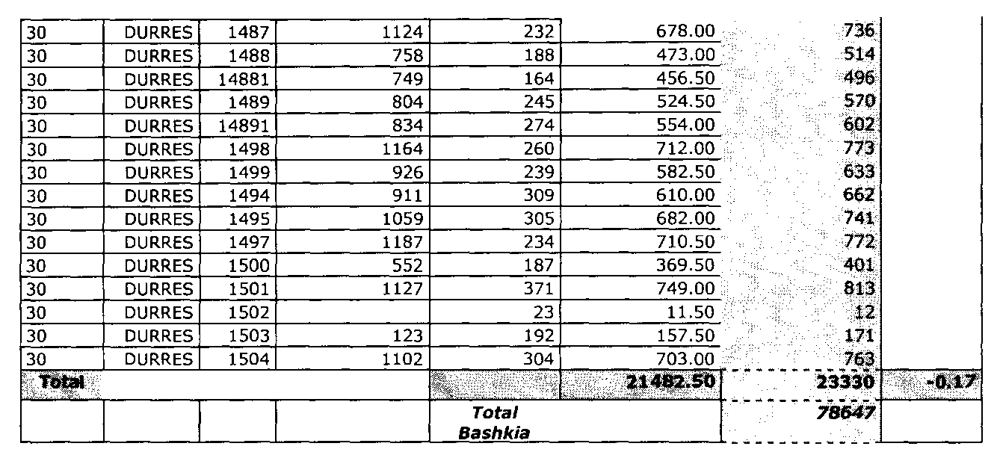 30 DURRES 1487 1124 232 678.00 736
30 DURRES 1488 758 188 473.00 514
30 DURRES 14881 749 164 456.50 496
30 DURRES 1489 804 245 524.50 570
30 DURRES 14891 834 274 554.00 602
30 DURRES 1498 1164 260 712.00 773
30 DURRES 1499 926 239 582.50 633
30 DURRES 1494 911 309 610.00 662
30 DURRES 1495 1059 305 682.00 741
30 DURRES 1497 1187 234 710.50 772
30 DURRES 1500 552 187 369.50 401
30 DURRES 1501 1127 371 749.00 813
30 DURRES 1502 23 11.50 12
30 DURRES 1503 123 192 157.50 171
30 DURRES 1504 1102 304 703.00 763
Total 21482.50 23330 -0.17
Total 78647
Bashkia